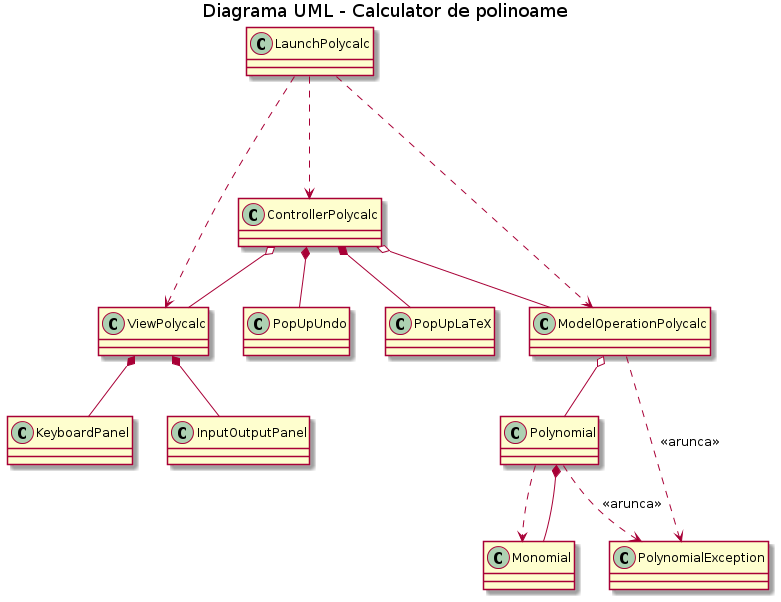 Diagrama UML - Calculator de polinoame
C LaunchPolycalc
C ControllerPolycalc
C ViewPolycalc
C PopUpUndo
C PopUpLaTeX
C ModelOperationPolycalc
C KeyboardPanel
C InputOutputPanel
C Polynomial
«arunca»
«arunca»
C Monomial
C PolynomialException